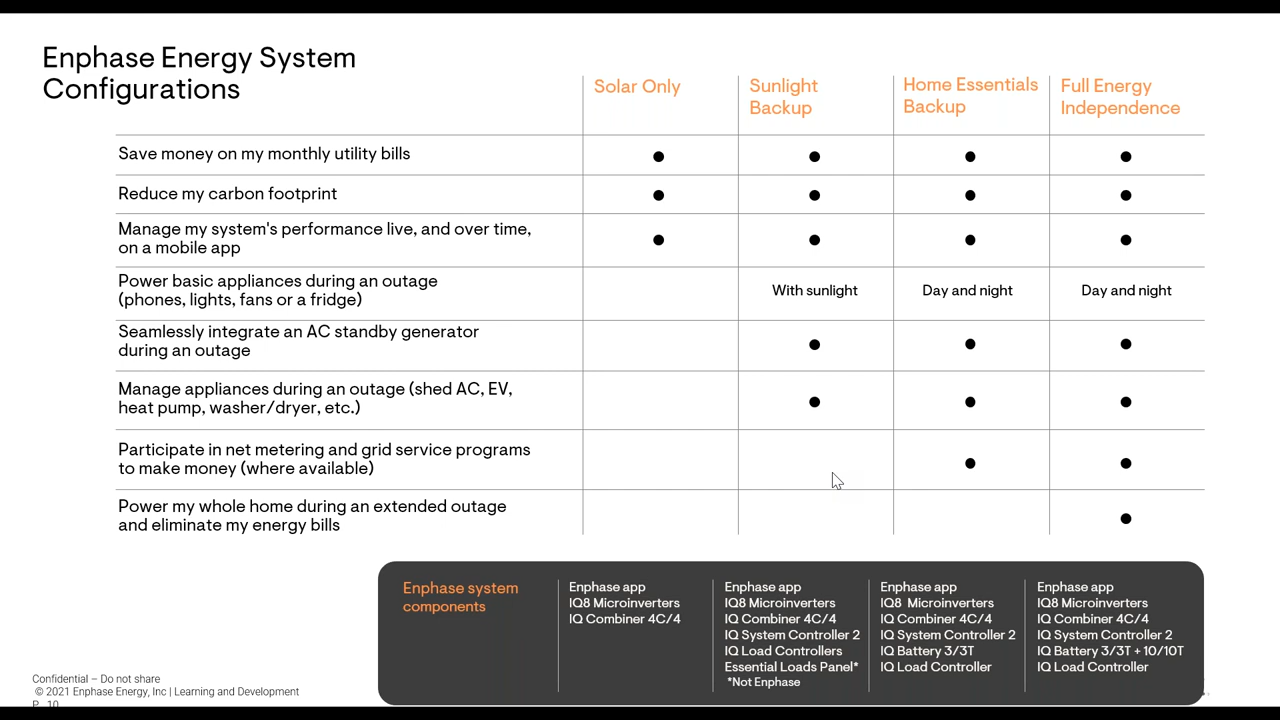 Enphase Energy System
Configurations
Solar Only
Sunlight
Backup
Home Essentials
Backup
Full Energy
Independence
Save money on my monthly utility bills
Reduce my carbon footprint
Manage my system's performance live, and over time,
on a mobile app
Power basic appliances during an outage
(phones, lights, fans or a fridge)
With sunlight
Day and night
Day and night
Seamlessly integrate an AC standby generator
during an outage
Manage appliances during an outage (shed AC, EV,
heat pump, washer/dryer, etc.)
Participate in net metering and grid service programs
to make money (where available)
Power my whole home during an extended outage
and eliminate my energy bills
Enphase system
components
Enphase app
IQ8 Microinverters
IQ Combiner 4C/4
Enphase app
IQ8 Microinverters
IQ Combiner 4C/4
IQ System Controller 2
IQ Load Controllers
Essential Loads Panel*
*Not Enphase
Enphase app
IQ8 Microinverters
IQ Combiner 4C/4
IQ System Controller 2
IQ Battery 3/3T
IQ Load Controller
Enphase app
IQ8 Microinverters
IQ Combiner 4C/4
IQ System Controller 2
IQ Battery 3/3T + 10/10T
IQ Load Controller
Confidential – Do not share
© 2021 Enphase Energy, Inc | Learning and Development
P. 10